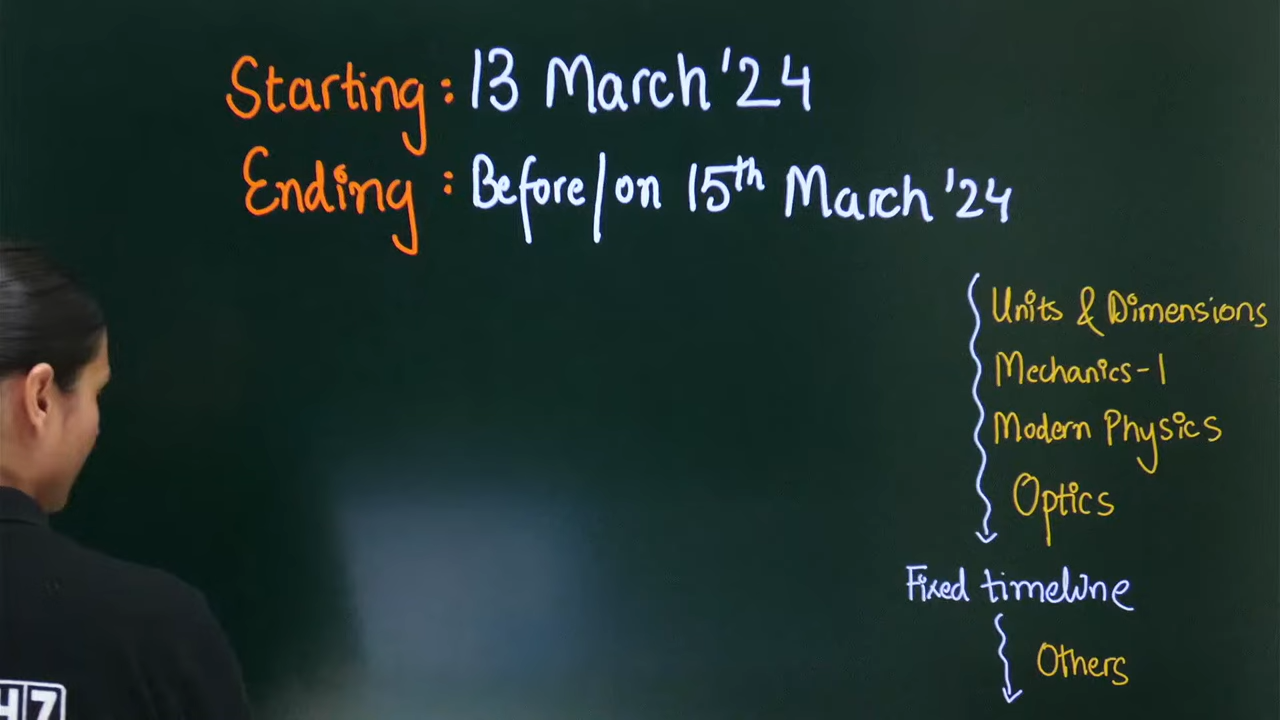 Starting : 13 March '24
Ending : Before/on 15th March '24
Units & Dimensions
Mechanics-1
Modern Physics
Optics
Fixed timeline
Others
47